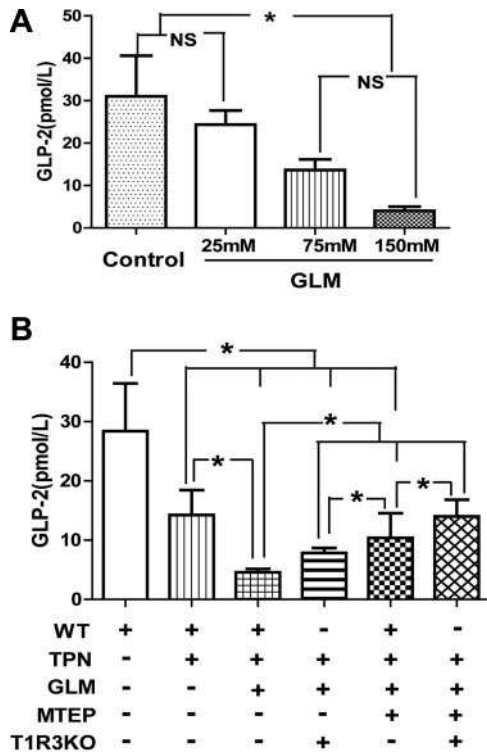 A
GLP-2(pmol/L)
50
40
30
20
10
0
*
NS
NS
Control
25mM 75mM 150mM
GLM
B
GLP-2(pmol/L)
40
30
20
10
0
*
*
*
*
*
WT + + + - + -
TPN - + + + + +
GLM - - + + + +
MTEP - - - - + +
T1R3KO - - - + - +